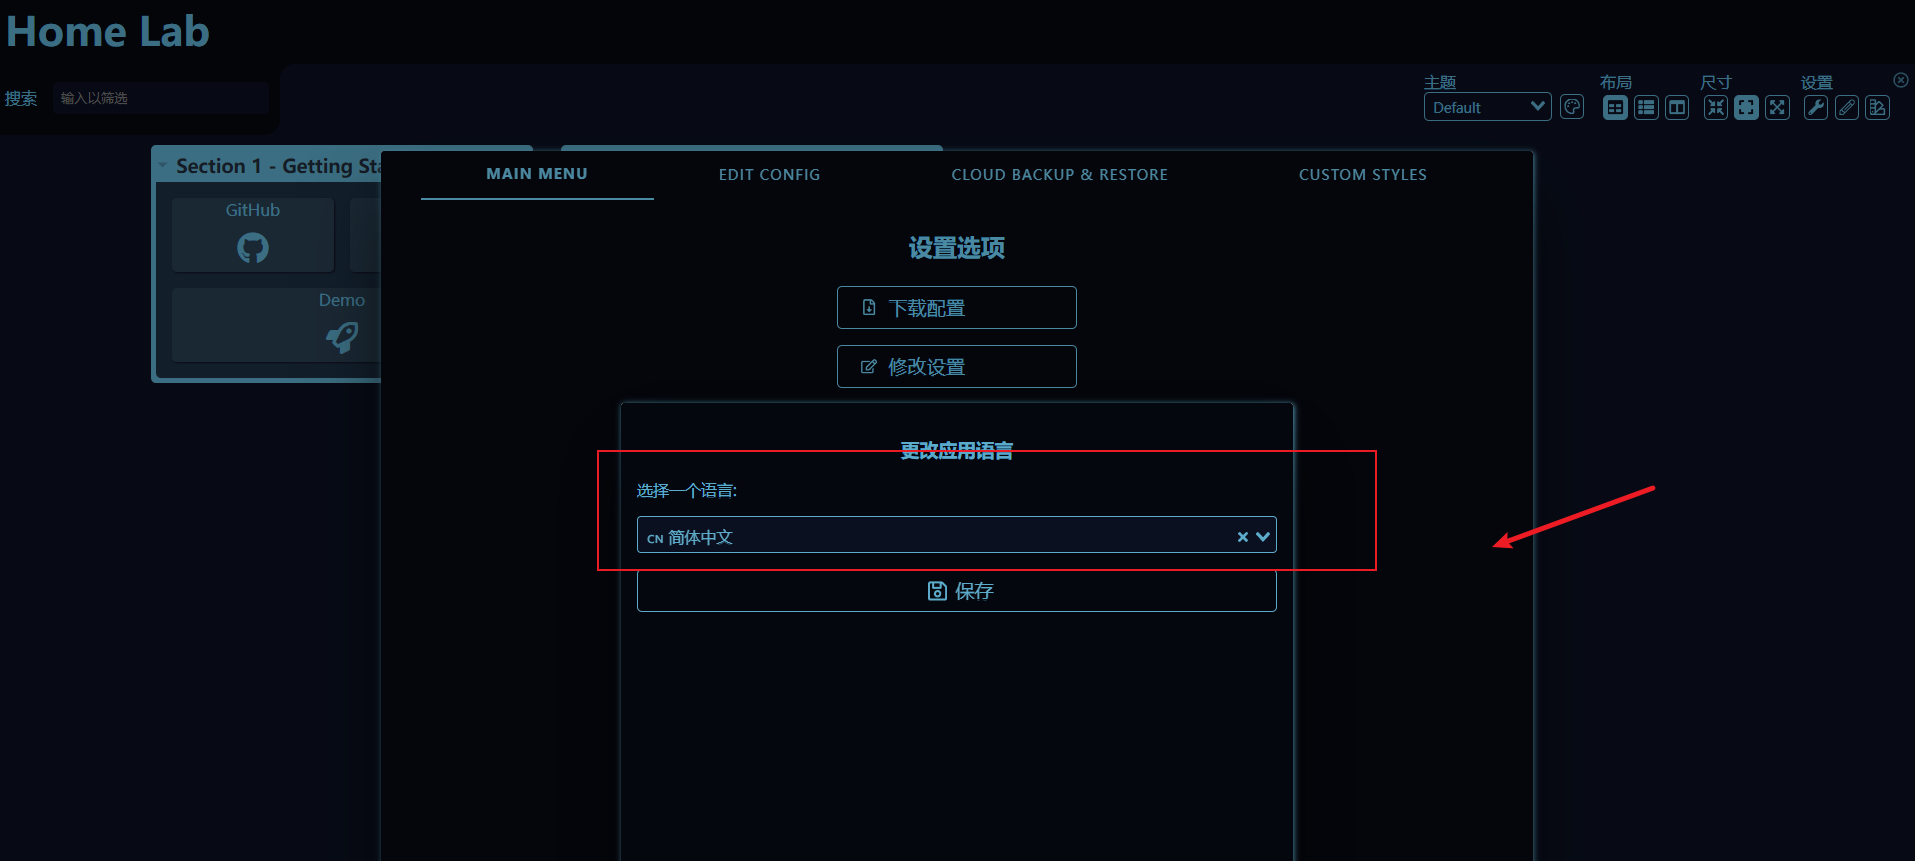 Home Lab
搜索
输入以筛选
主题
Default
布局
尺寸
设置
Section 1 - Getting Sta
GitHub
Demo
MAIN MENU
EDIT CONFIG
CLOUD BACKUP & RESTORE
CUSTOM STYLES
设置选项
下载配置
修改设置
更改应用语言
选择一个语言:
CN 简体中文
保存